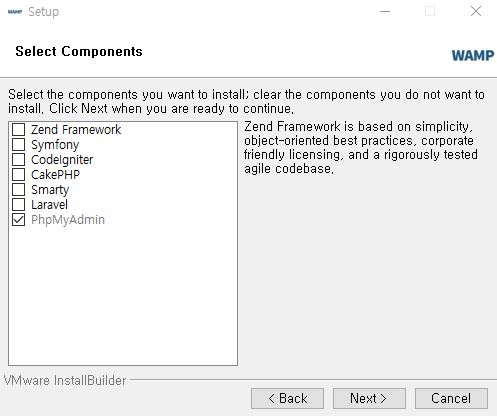 WAMP Setup
Select Components
WAMP
Select the components you want to install; clear the components you do not want to
install. Click Next when you are ready to continue.
Zend Framework
Symfony
CodeIgniter
CakePHP
Smarty
Laravel
PhpMyAdmin
Zend Framework is based on simplicity,
object-oriented best practices, corporate
friendly licensing, and a rigorously tested
agile codebase.
VMware InstallBuilder
< Back Next > Cancel